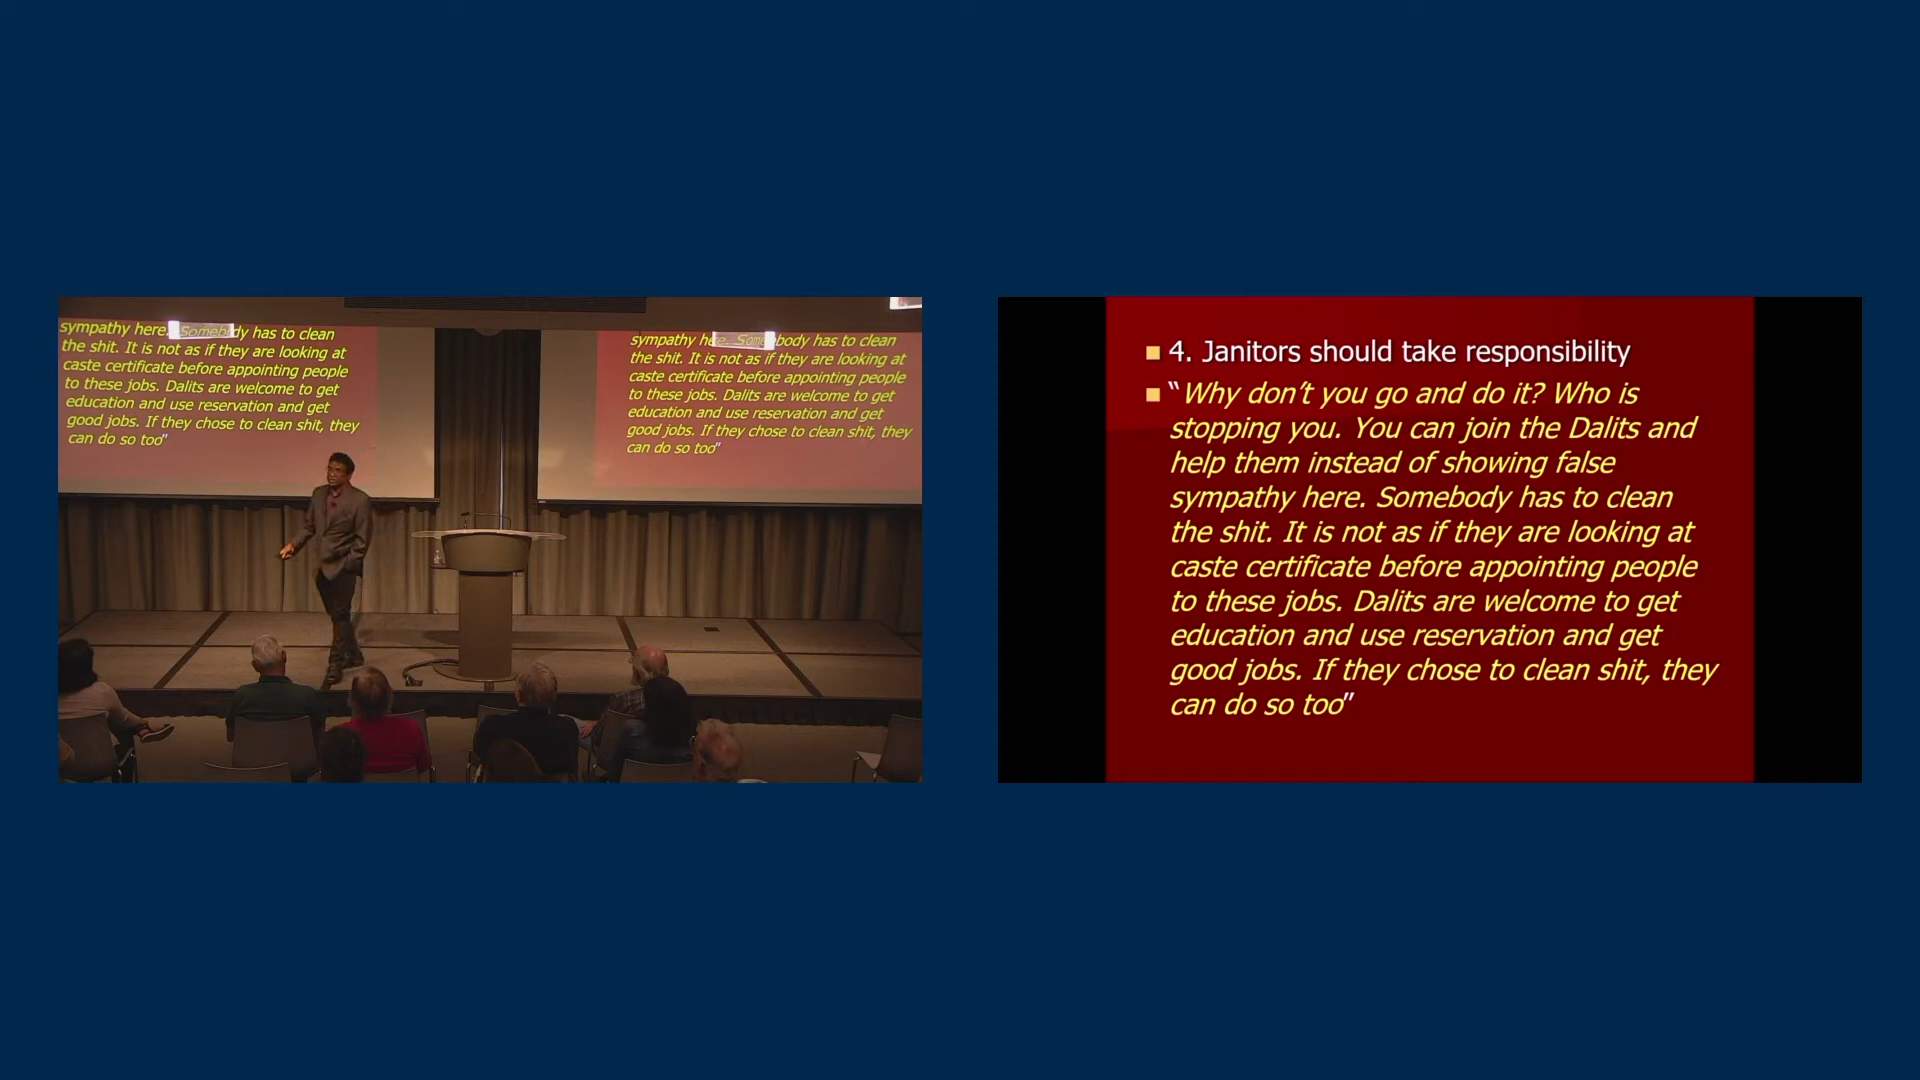 sympathy here. Somebody has to clean
the shit. It is not as if they are looking at
caste certificate before appointing people
to these jobs. Dalits are welcome to get
education and use reservation and get
good jobs. If they chose to clean shit, they
can do so too"
sympathy here. Somebody has to clean
the shit. It is not as if they are looking at
caste certificate before appointing people
to these jobs. Dalits are welcome to get
education and use reservation and get
good jobs. If they chose to clean shit, they
can do so too"
4. Janitors should take responsibility
“Why don’t you go and do it? Who is
stopping you. You can join the Dalits and
help them instead of showing false
sympathy here. Somebody has to clean
the shit. It is not as if they are looking at
caste certificate before appointing people
to these jobs. Dalits are welcome to get
education and use reservation and get
good jobs. If they chose to clean shit, they
can do so too”